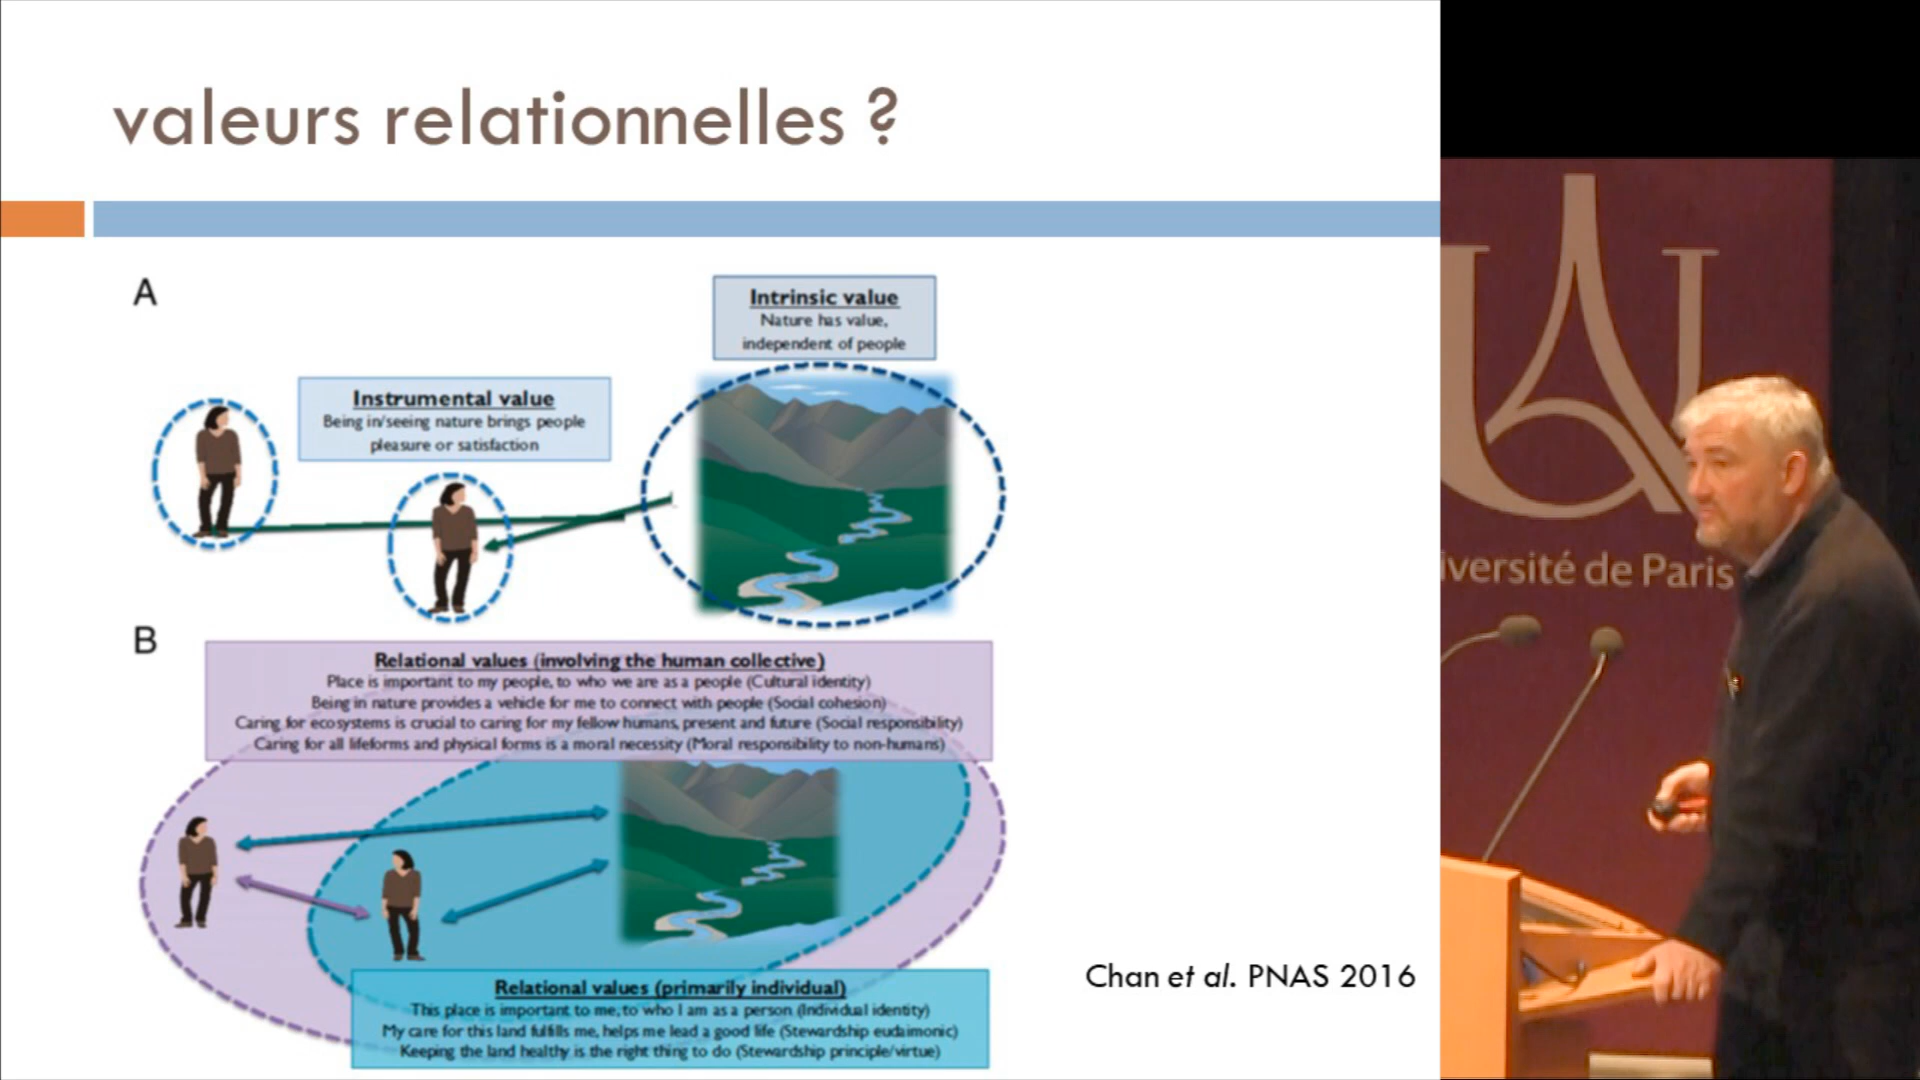 valeurs relationnelles ?
A
Intrinsic value
Nature has value,
independent of people
Instrumental value
Being in/seeing nature brings people
pleasure or satisfaction
B
Relational values (involving the human collective)
Place is important to my people, to who we are as a people (Cultural identity)
Being in nature provides a vehicle for me to connect with people (Social cohesion)
Caring for ecosystems is crucial to caring for my fellow humans, present and future (Social responsibility)
Caring for all lifeforms and physical forms is a moral necessity (Moral responsibility to non-humans)
Relational values (primarily individual)
This place is important to me, to who I am as a person (Individual identity)
My care for this land fulfills me, helps me lead a good life (Stewardship eudaimonic)
Keeping the land healthy is the right thing to do (Stewardship principle/virtue)
Chan et al. PNAS 2016
iversité de Paris